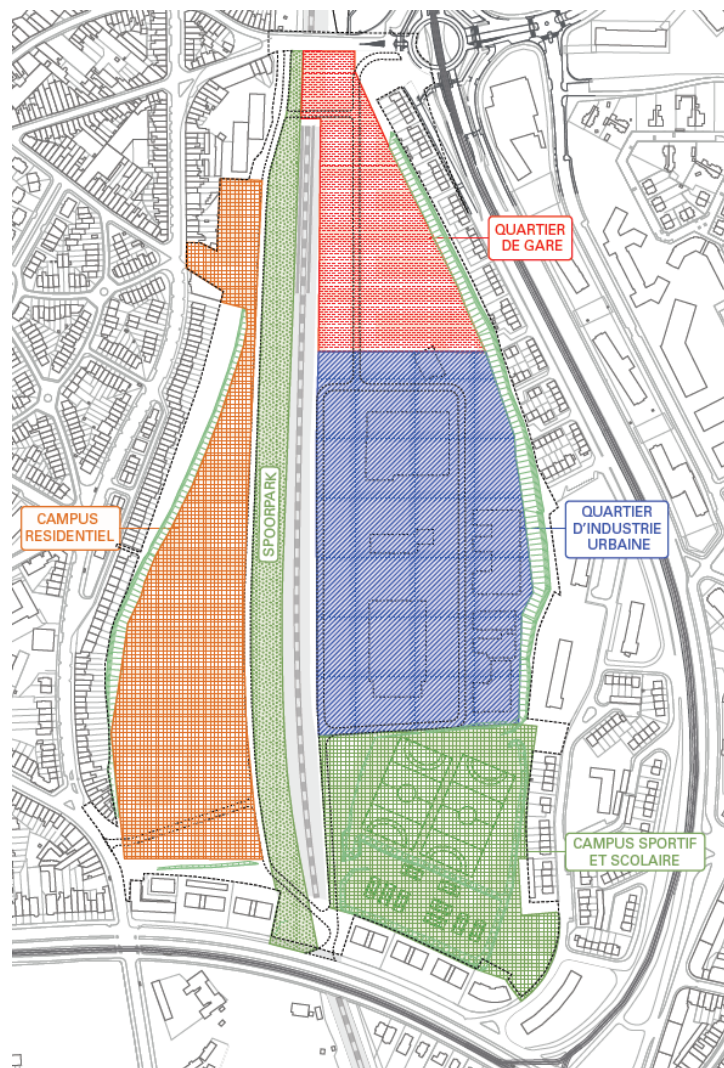 QUARTIER
DE GARE
SPOORPARK
CAMPUS
RESIDENTIEL
QUARTIER
D'INDUSTRIE
URBAINE
CAMPUS SPORTIF
ET SCOLAIRE